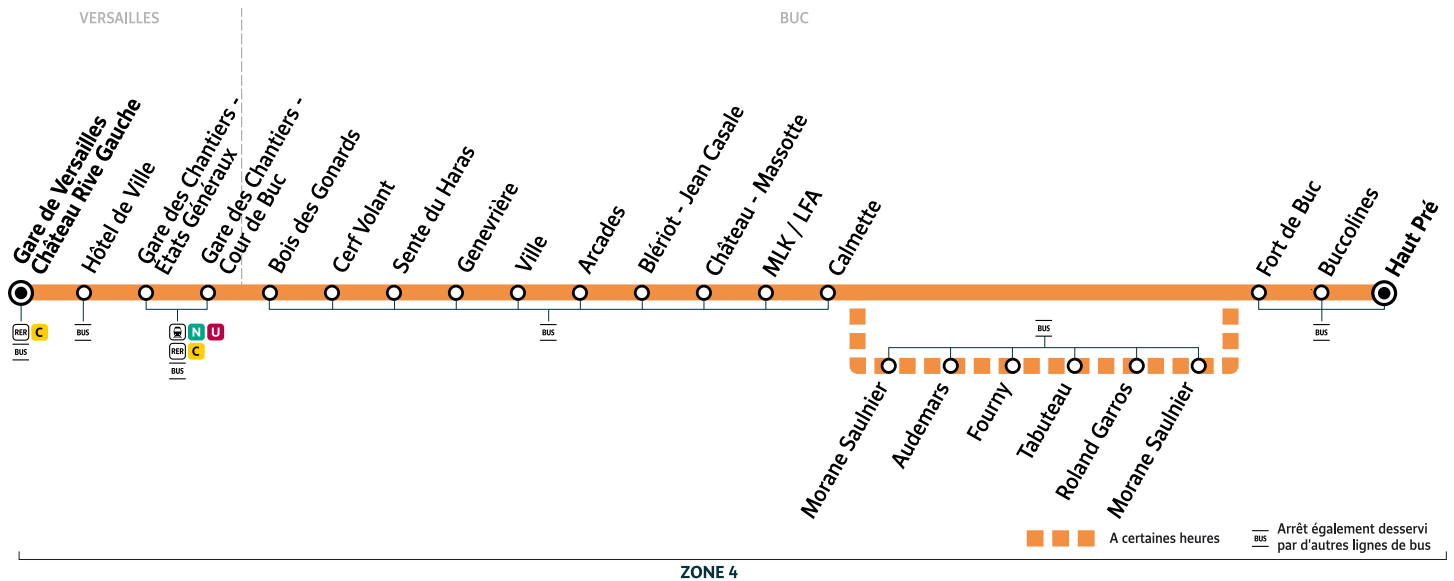 VERSAILLES
BUC
Gare de Versailles
Château Rive Gauche
Hôtel de Ville
Gare des Chantiers -
Etats Généraux
Gare des Chantiers -
Cour de Buc
Bois des Gonards
Cerf Volant
Sente du Haras
Genevrière
Ville
Arcades
Blériot - Jean Casale
Château - Massotte
MLK / LFA
Calmette
Fort de Buc
Buccolines
Haut Pré
RER C
BUS
BUS
N U
RER C
BUS
BUS
BUS
BUS
Morane Saulnier
Audemars
Fourny
Tabuteau
Roland Garros
Morane Saulnier
A certaines heures
BUS
Arrêt également desservi
par d'autres lignes de bus
ZONE 4